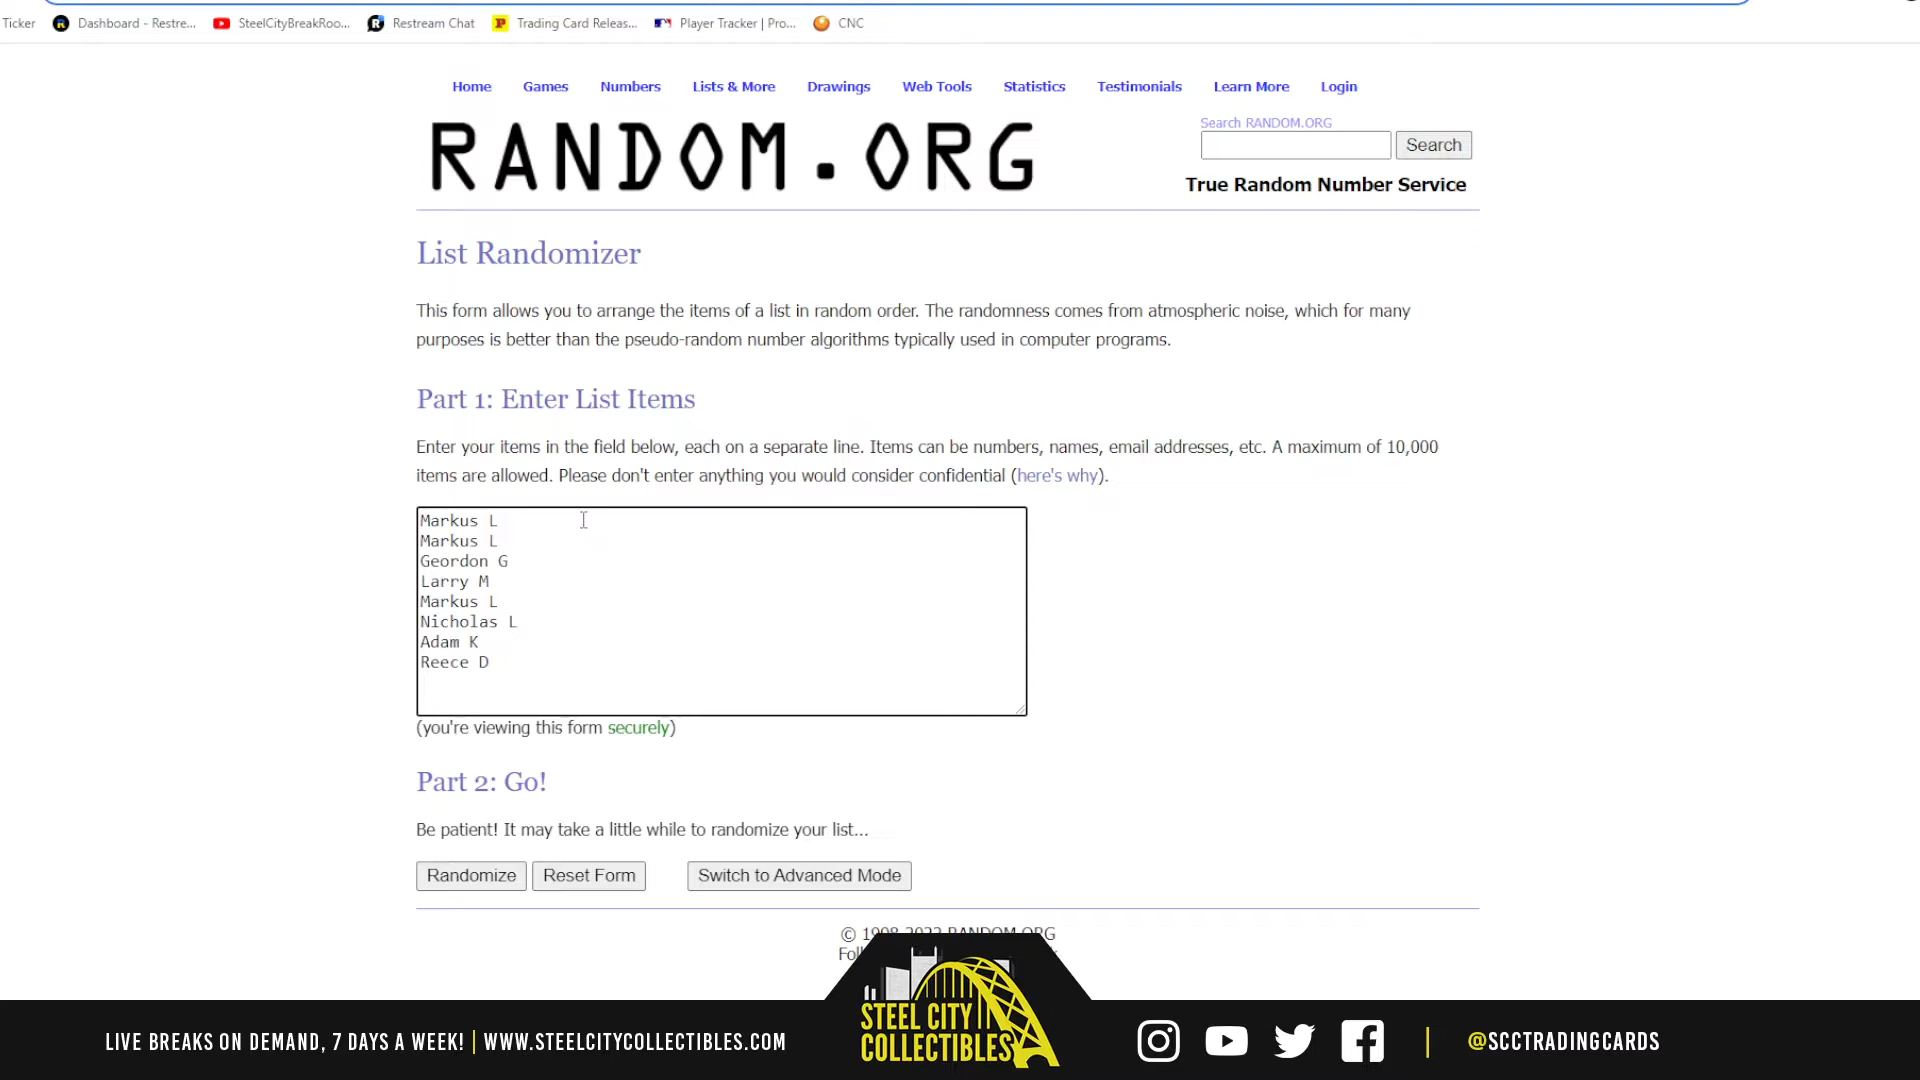 Ticker Dashboard - Restre... SteelCityBreakRoo... Restream Chat Trading Card Releas... Player Tracker | Pro... CNC
Home Games Numbers Lists & More Drawings Web Tools Statistics Testimonials Learn More Login
RANDOM.ORG
Search RANDOM.ORG
Search
True Random Number Service
List Randomizer
This form allows you to arrange the items of a list in random order. The randomness comes from atmospheric noise, which for many
purposes is better than the pseudo-random number algorithms typically used in computer programs.
Part 1: Enter List Items
Enter your items in the field below, each on a separate line. Items can be numbers, names, email addresses, etc. A maximum of 10,000
items are allowed. Please don't enter anything you would consider confidential (here's why).
Markus L
Markus L
Geordon G
Larry M
Markus L
Nicholas L
Adam K
Reece D
(you're viewing this form securely)
Part 2: Go!
Be patient! It may take a little while to randomize your list...
Randomize Reset Form Switch to Advanced Mode
© 1998-2022 RANDOM.ORG
STEEL CITY
COLLECTIBLES
LIVE BREAKS ON DEMAND, 7 DAYS A WEEK! | WWW.STEELCITYCOLLECTIBLES.COM | @SCCTRADINGCARDS